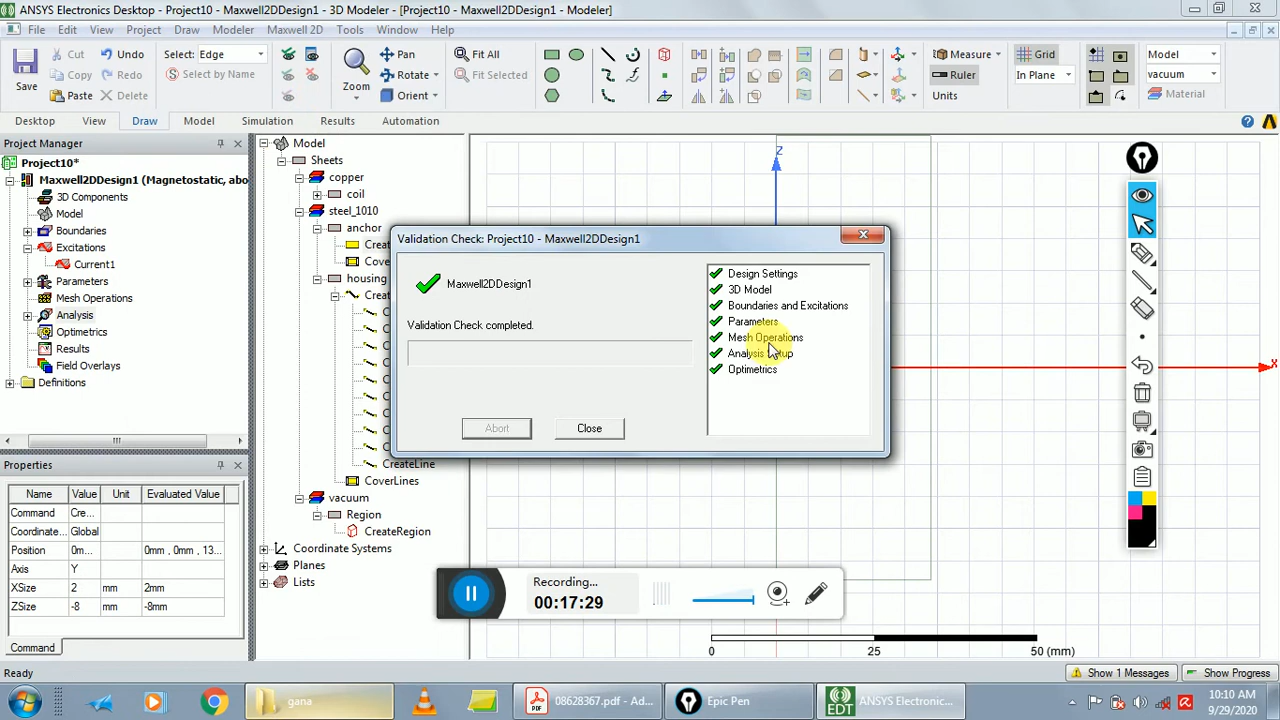 ANSYS Electronics Desktop - Project10 - Maxwell2DDesign1 - 3D Modeler - [Project10 - Maxwell2DDesign1 - Modeler]
File Edit View Project Draw Modeler Maxwell 2D Tools Window Help
Save
Cut
Copy
Paste
Undo
Redo
Delete
Select: Edge
Select by Name
Zoom
Pan
Rotate
Orient
Fit All
Fit Selected
Measure
Ruler
Units
Grid
In Plane
Model
vacuum
Material
Desktop View Draw Model Simulation Results Automation
Project Manager
Project10*
Maxwell2DDesign1 (Magnetostatic, abo
3D Components
Model
Boundaries
Excitations
Current1
Parameters
Mesh Operations
Analysis
Optimetrics
Results
Field Overlays
Definitions
Model
Sheets
copper
coil
steel_1010
anchor
Crea
Cove
housing
Crea
C
C
C
C
C
C
C
C
CreateLine
CoverLines
vacuum
Region
CreateRegion
Coordinate Systems
Planes
Lists
Z
X
Validation Check: Project10 - Maxwell2DDesign1
Maxwell2DDesign1
Validation Check completed.
Abort Close
Design Settings
3D Model
Boundaries and Excitations
Parameters
Mesh Operations
Analysis
Optimetrics
Properties
Name Value Unit Evaluated Value
Command Cre...
Coordinate... Global
Position 0m... 0mm , 0mm , 13...
Axis Y
XSize 2 mm 2mm
ZSize -8 mm -8mm
Command
Recording...
00:17:29
0 25 50 (mm)
Ready
Show 1 Messages Show Progress
gana
08628367.pdf - Ad...
Epic Pen
EDT
ANSYS Electronic...
10:10 AM
9/29/2020